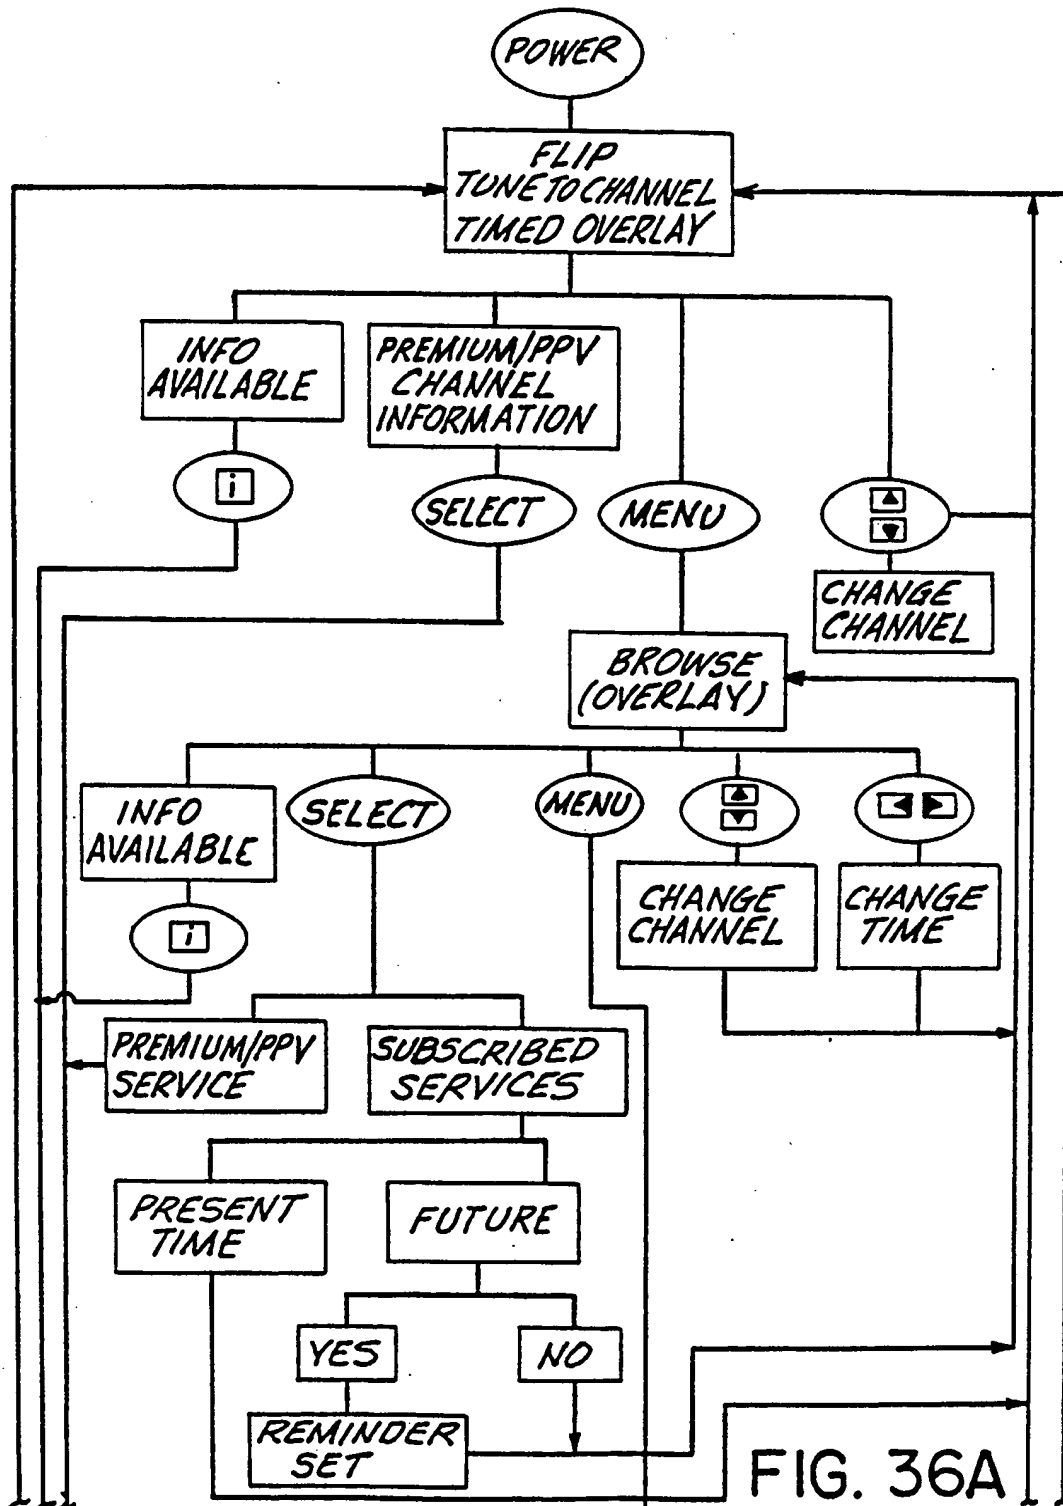 POWER
FLIP
TUNE TO CHANNEL
TIMED OVERLAY
INFO
AVAILABLE
PREMIUM/PPV
CHANNEL
INFORMATION
i
SELECT
MENU
CHANGE
CHANNEL
BROWSE
(OVERLAY)
INFO
AVAILABLE
SELECT
MENU
i
CHANGE
CHANNEL
CHANGE
TIME
PREMIUM/PPV
SERVICE
SUBSCRIBED
SERVICES
PRESENT
TIME
FUTURE
YES
NO
REMINDER
SET
FIG. 36A